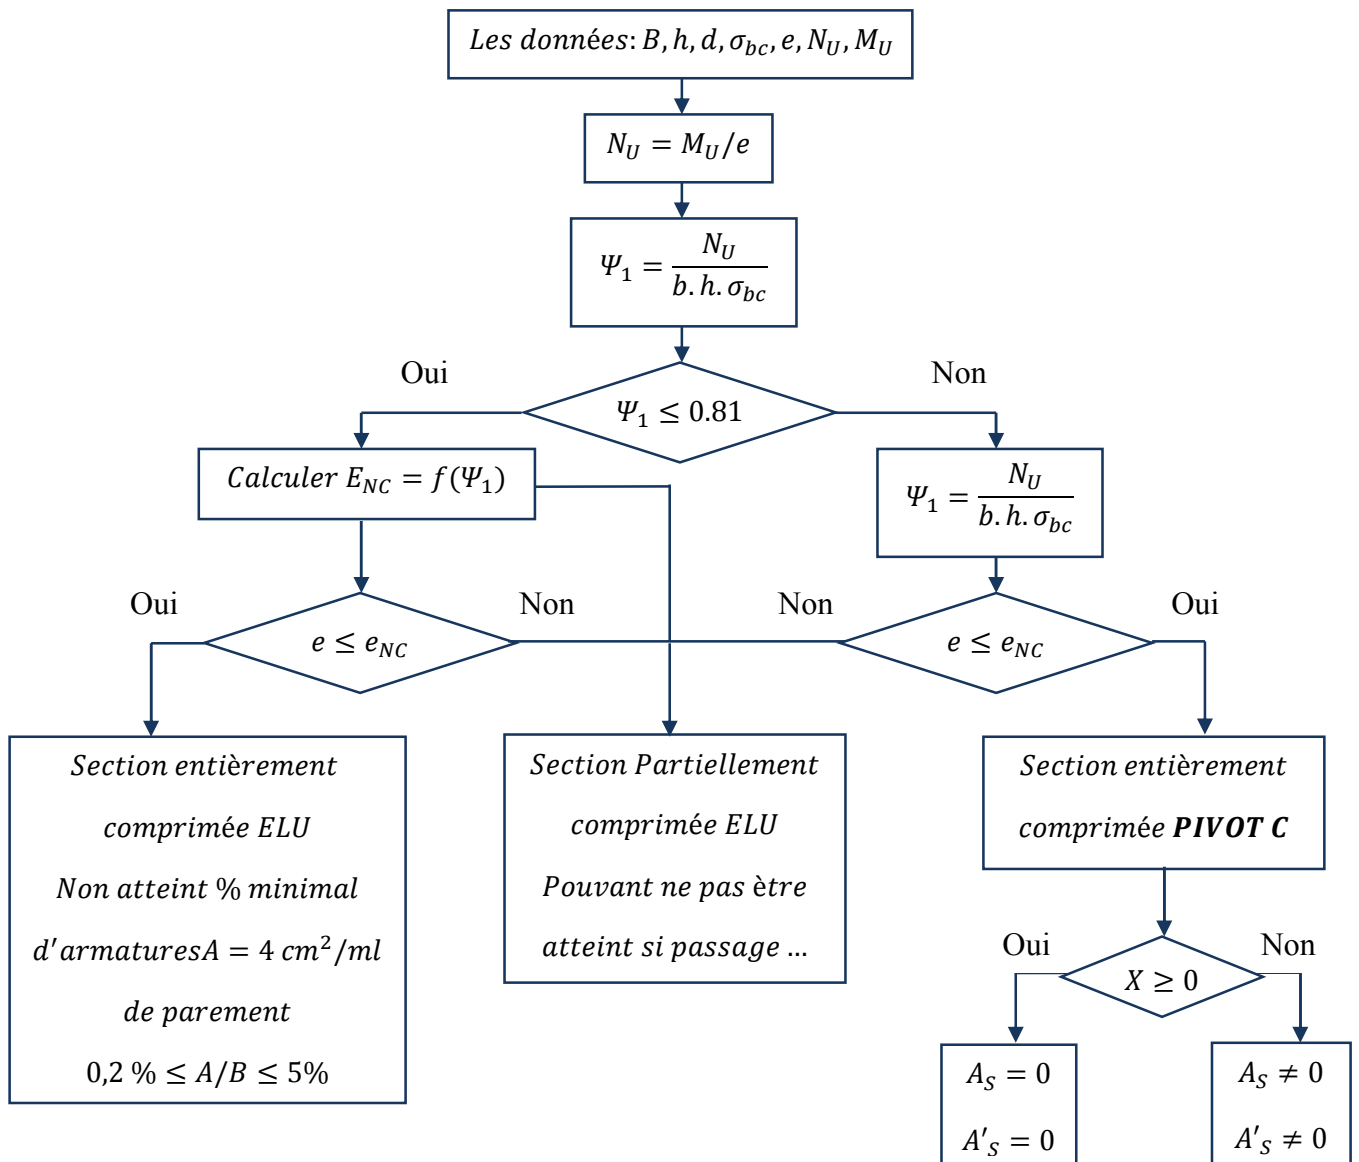 Les données: B, h, d, σ_bc, e, N_U, M_U
N_U = M_U/e
Ψ_1 = N_U / b. h. σ_bc
Oui
Non
Ψ_1 ≤ 0.81
Calculer E_NC = f(Ψ_1)
Ψ_1 = N_U / b. h. σ_bc
Oui
Non
Non
Oui
e ≤ e_NC
e ≤ e_NC
Section entièrement
comprimée ELU
Non atteint % minimal
d'armaturesA = 4 cm²/ml
de parement
0,2 % ≤ A/B ≤ 5%
Section Partiellement
comprimée ELU
Pouvant ne pas ètre
atteint si passage ...
Section entièrement
comprimée PIVOT C
Oui
Non
X ≥ 0
A_S = 0
A'_S = 0
A_S ≠ 0
A'_S ≠ 0